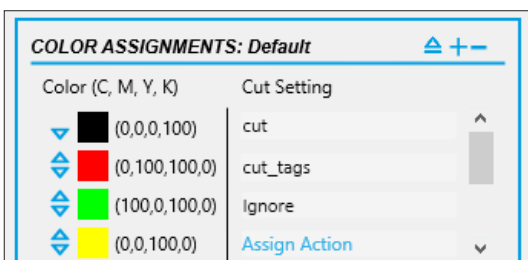 COLOR ASSIGNMENTS: Default
Color (C, M, Y, K) Cut Setting
(0,0,0,100) cut
(0,100,100,0) cut_tags
(100,0,100,0) Ignore
(0,0,100,0) Assign Action